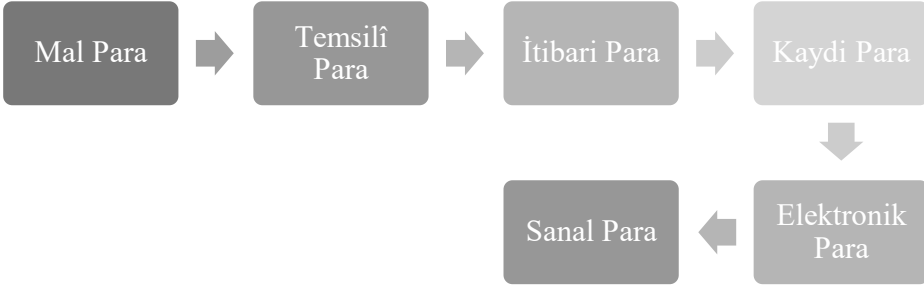 Mal Para
Temsilî
Para
İtibari Para
Kaydi Para
Elektronik
Para
Sanal Para